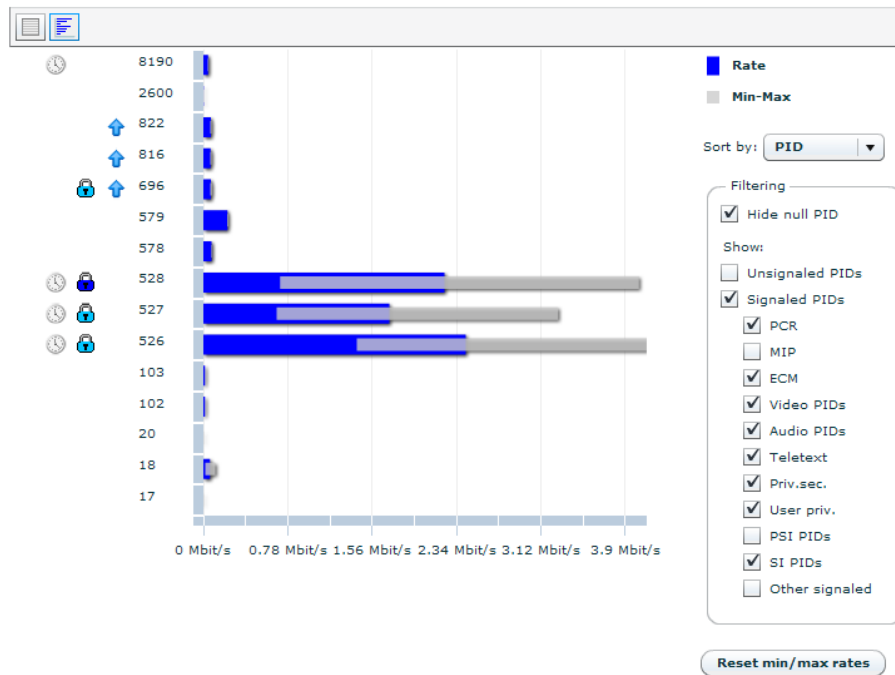 8190
2600
822
816
696
579
578
528
527
526
103
102
20
18
17
0 Mbit/s 0.78 Mbit/s 1.56 Mbit/s 2.34 Mbit/s 3.12 Mbit/s 3.9 Mbit/s
Rate
Min-Max
Sort by: PID
Filtering
Hide null PID
Show:
Unsignaled PIDs
Signaled PIDs
PCR
MIP
ECM
Video PIDs
Audio PIDs
Teletext
Priv.sec.
User priv.
PSI PIDs
SI PIDs
Other signaled
Reset min/max rates